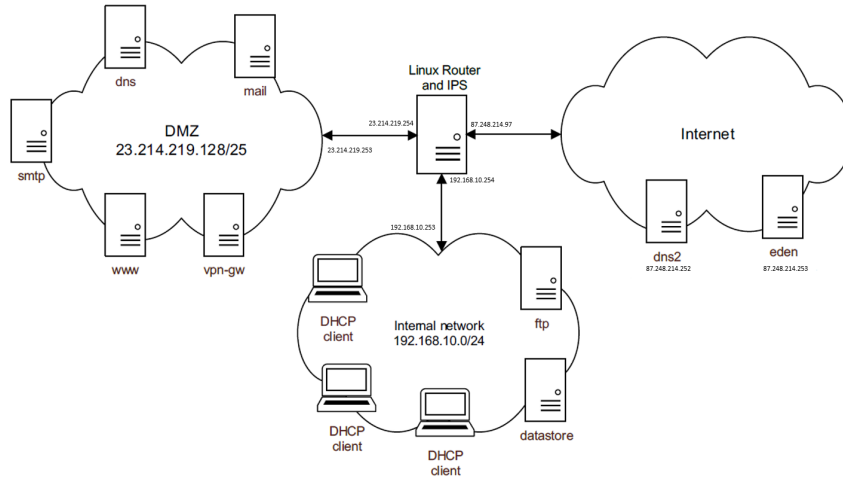 dns
mail
smtp
DMZ
23.214.219.128/25
www
vpn-gw
Linux Router
and IPS
23.214.219.254
23.214.219.253
87.248.214.97
192.168.10.254
192.168.10.253
Internet
dns2
87.248.214.252
eden
87.248.214.253
DHCP
client
Internal network
192.168.10.0/24
ftp
DHCP
client
DHCP
client
datastore